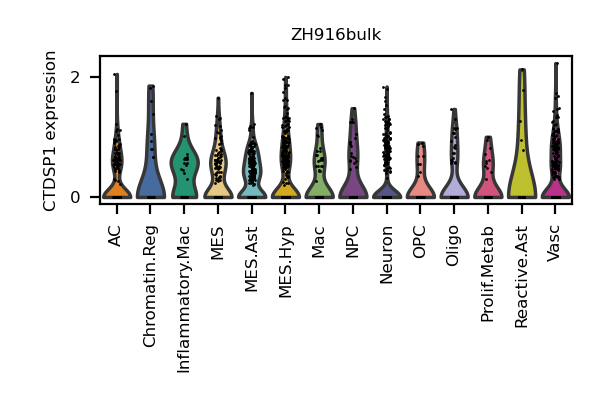 ZH916bulk
CTDSP1 expression
2
0
AC
Chromatin.Reg
Inflammatory.Mac
MES
MES.Ast
MES.Hyp
Mac
NPC
Neuron
OPC
Oligo
Prolif.Metab
Reactive.Ast
Vasc